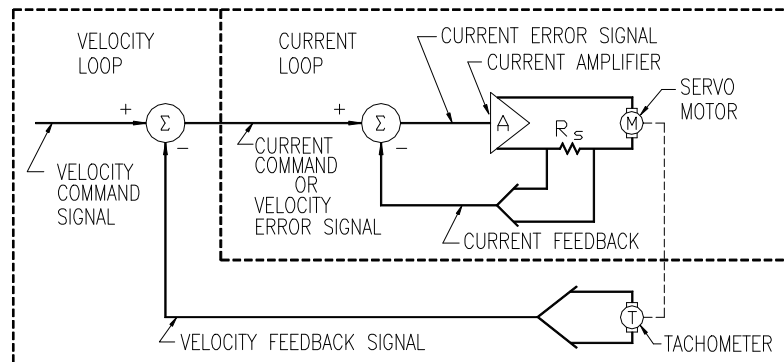 VELOCITY
LOOP
CURRENT
LOOP
CURRENT ERROR SIGNAL
CURRENT AMPLIFIER
SERVO
MOTOR
+
Σ
−
+
Σ
−
A
R s
M
VELOCITY
COMMAND
SIGNAL
CURRENT
COMMAND
OR
VELOCITY
ERROR SIGNAL
CURRENT FEEDBACK
VELOCITY FEEDBACK SIGNAL
T
TACHOMETER